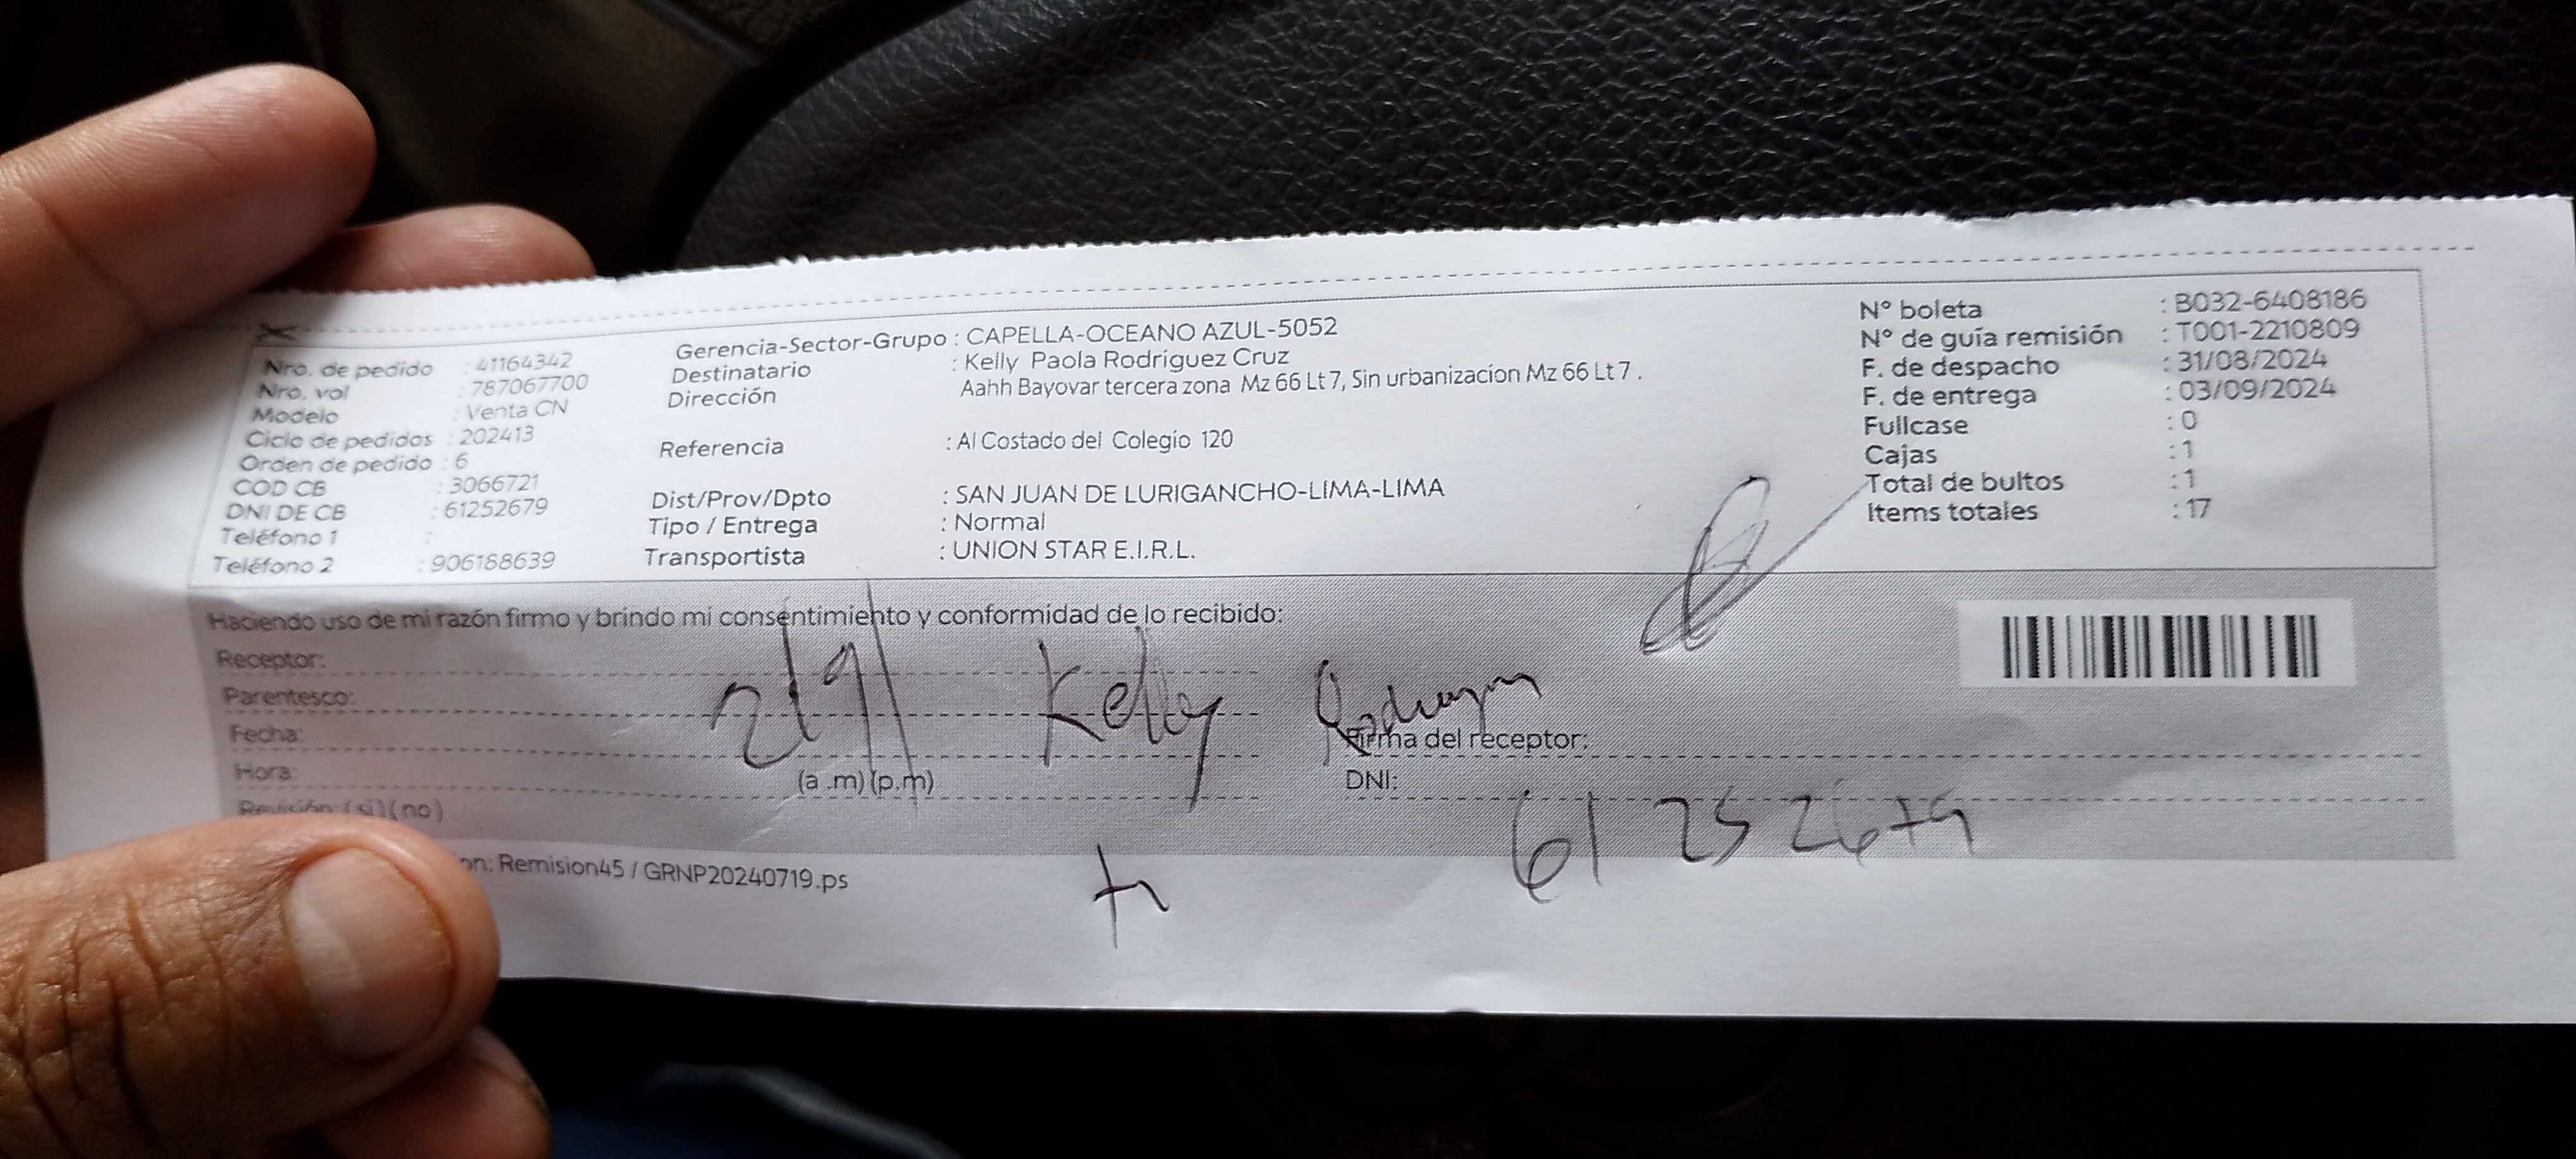 Nro. de pedido : 41164342
Nro. vol : 787067700
Modelo : Venta CN
Ciclo de pedidos : 202413
Orden de pedido : 6
COD CB : 3066721
DNI DE CB : 61252679
Teléfono 1 :
Teléfono 2 : 906188639
Gerencia-Sector-Grupo : CAPELLA-OCEANO AZUL-5052
Destinatario : Kelly Paola Rodriguez Cruz
Dirección Aahh Bayovar tercera zona Mz 66 Lt 7, Sin urbanizacion Mz 66 Lt 7 .
Referencia : Al Costado del Colegio 120
Dist/Prov/Dpto : SAN JUAN DE LURIGANCHO-LIMA-LIMA
Tipo / Entrega : Normal
Transportista : UNION STAR E.I.R.L.
N° boleta : B032-6408186
N° de guía remisión : T001-2210809
F. de despacho : 31/08/2024
F. de entrega : 03/09/2024
Fullcase : 0
Cajas : 1
Total de bultos : 1
Items totales : 17
Haciendo uso de mi razón firmo y brindo mi consentimiento y conformidad de lo recibido:
Receptor:
Parentesco:
2/9/ Kelly
Fecha:
Firma del receptor:
Hora: (a .m) (p.m)
DNI: 61252679
Revisión: ( si ) ( no )
on: Remision45 / GRNP20240719.ps